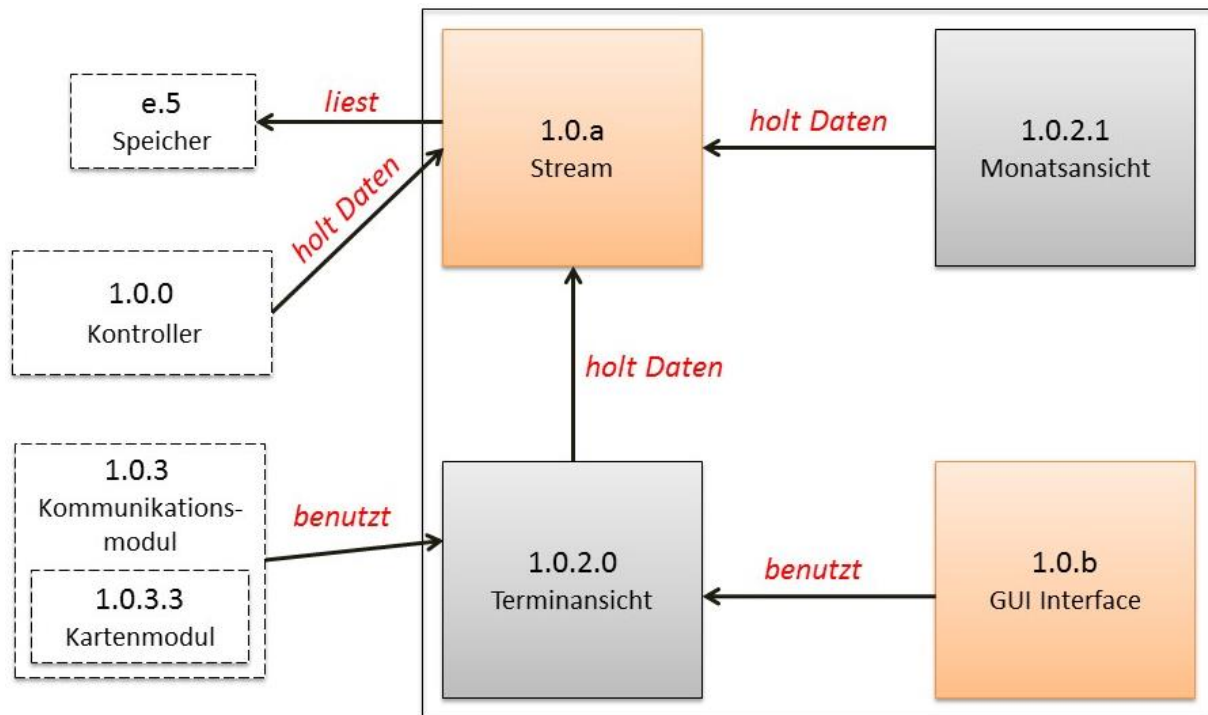 e.5
Speicher
liest
1.0.a
Stream
holt Daten
1.0.2.1
Monatsansicht
holt Daten
1.0.0
Kontroller
holt Daten
1.0.3
Kommunikations-
modul
1.0.3.3
Kartenmodul
benutzt
1.0.2.0
Terminansicht
benutzt
1.0.b
GUI Interface